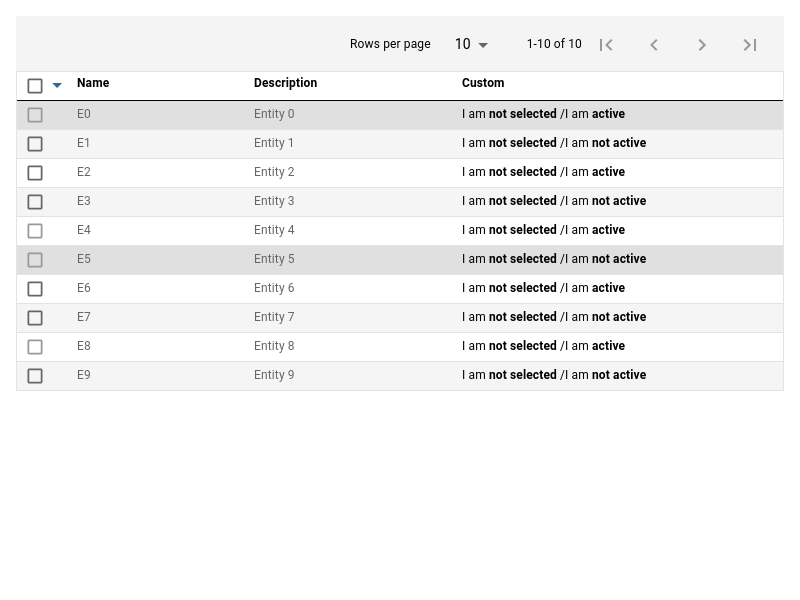 Rows per page 10 1-10 of 10
Name Description Custom
E0 Entity 0 I am not selected /I am active
E1 Entity 1 I am not selected /I am not active
E2 Entity 2 I am not selected /I am active
E3 Entity 3 I am not selected /I am not active
E4 Entity 4 I am not selected /I am active
E5 Entity 5 I am not selected /I am not active
E6 Entity 6 I am not selected /I am active
E7 Entity 7 I am not selected /I am not active
E8 Entity 8 I am not selected /I am active
E9 Entity 9 I am not selected /I am not active